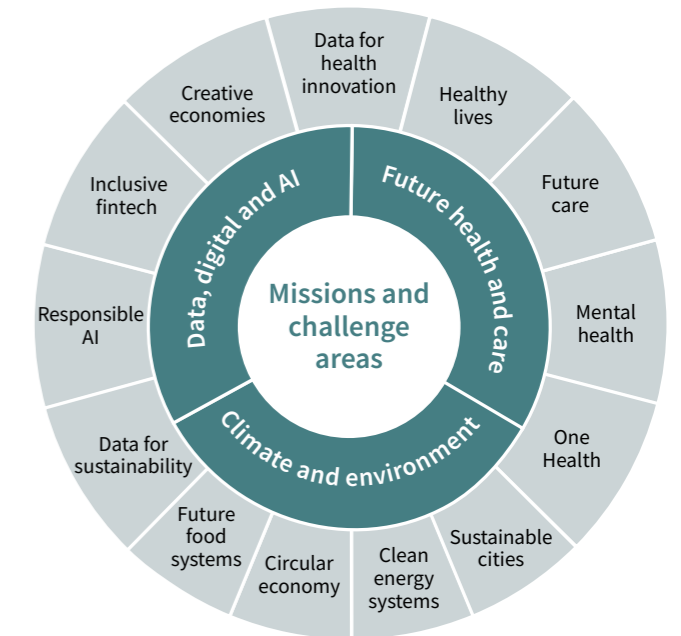 Missions and
challenge
areas
Data, digital and AI
Future health and care
Climate and environment
Data for
health
innovation
Healthy
lives
Future
care
Mental
health
One
Health
Sustainable
cities
Clean
energy
systems
Circular
economy
Future
food
systems
Data for
sustainability
Responsible
AI
Inclusive
fintech
Creative
economies